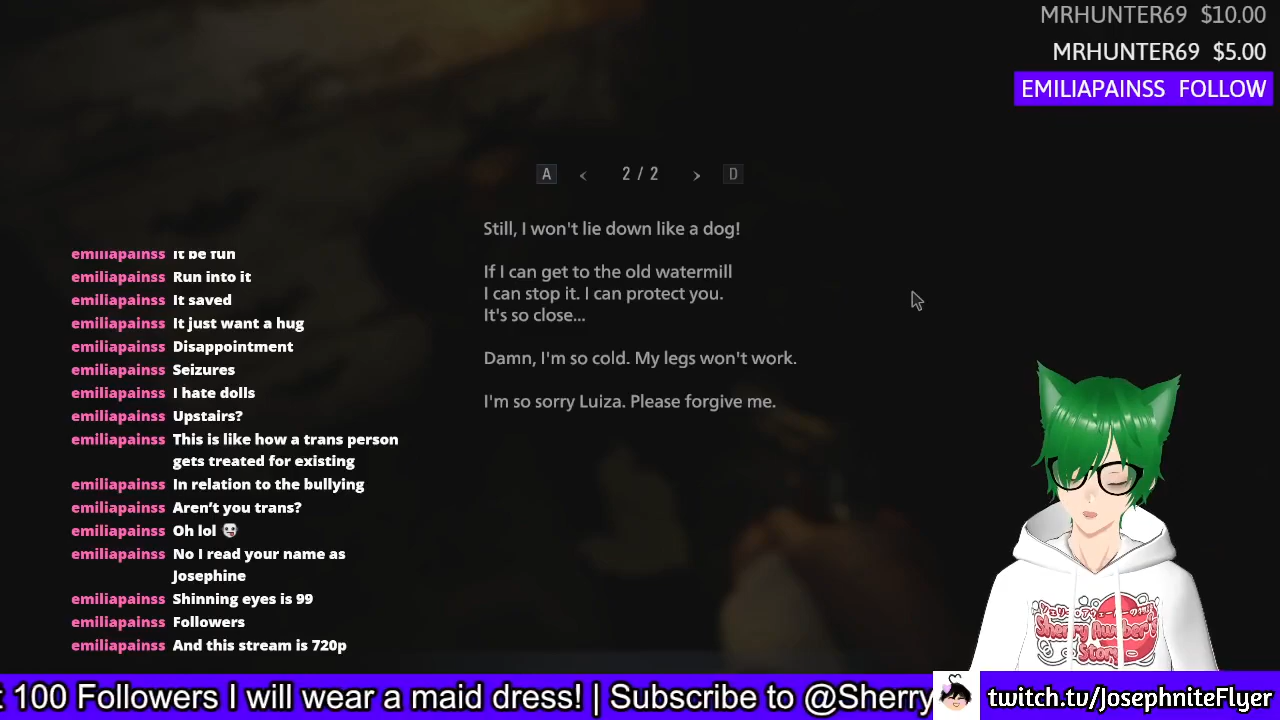 MRHUNTER69 $10.00
MRHUNTER69 $5.00
EMILIAPAINSS FOLLOW
A < 2 / 2 > D
Still, I won't lie down like a dog!
If I can get to the old watermill
I can stop it. I can protect you.
It's so close...
Damn, I'm so cold. My legs won't work.
I'm so sorry Luiza. Please forgive me.
emiliapainss It be fun
emiliapainss Run into it
emiliapainss It saved
emiliapainss It just want a hug
emiliapainss Disappointment
emiliapainss Seizures
emiliapainss I hate dolls
emiliapainss Upstairs?
emiliapainss This is like how a trans person
gets treated for existing
emiliapainss In relation to the bullying
emiliapainss Aren't you trans?
emiliapainss Oh lol
emiliapainss No I read your name as
Josephine
emiliapainss Shinning eyes is 99
emiliapainss Followers
emiliapainss And this stream is 720p
Sherry Awber's
Story
100 Followers I will wear a maid dress! | Subscribe to @Sherry
twitch.tv/JosephniteFlyer